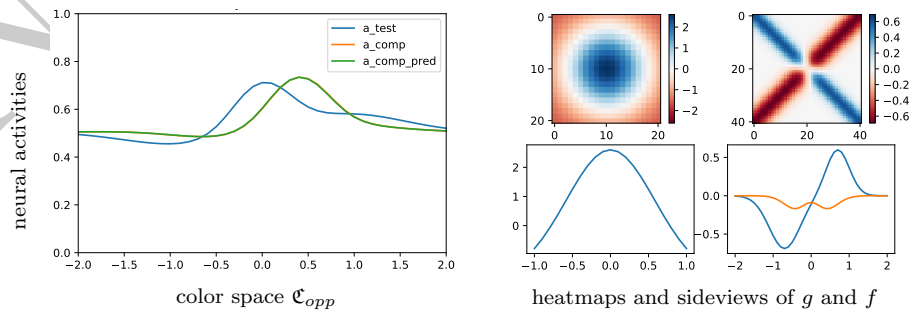 1.0
0.8
0.6
0.4
0.2
0.0
neural activities
a_test
a_comp
a_comp_pred
−2.0 −1.5 −1.0 −0.5 0.0 0.5 1.0 1.5 2.0
color space ℭ_opp
0
10
20
0 10 20
2
1
0
−1
−2
0
20
40
0 20 40
0.6
0.4
0.2
0.0
−0.2
−0.4
−0.6
2
1
0
−1.0 −0.5 0.0 0.5 1.0
0.5
0.0
−0.5
−2 −1 0 1 2
heatmaps and sideviews of g and f